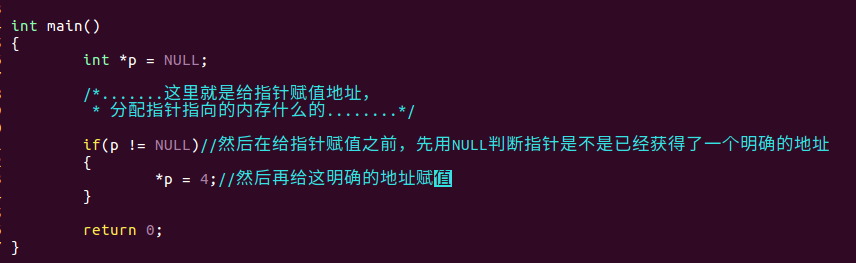 int main()
{
int *p = NULL;
/*.......这里就是给指针赋值地址，
* 分配指针指向的内存什么的........*/
if(p != NULL)//然后在给指针赋值之前，先用NULL判断指针是不是已经获得了一个明确的地址
{
*p = 4;//然后再给这明确的地址赋值
}
return 0;
}